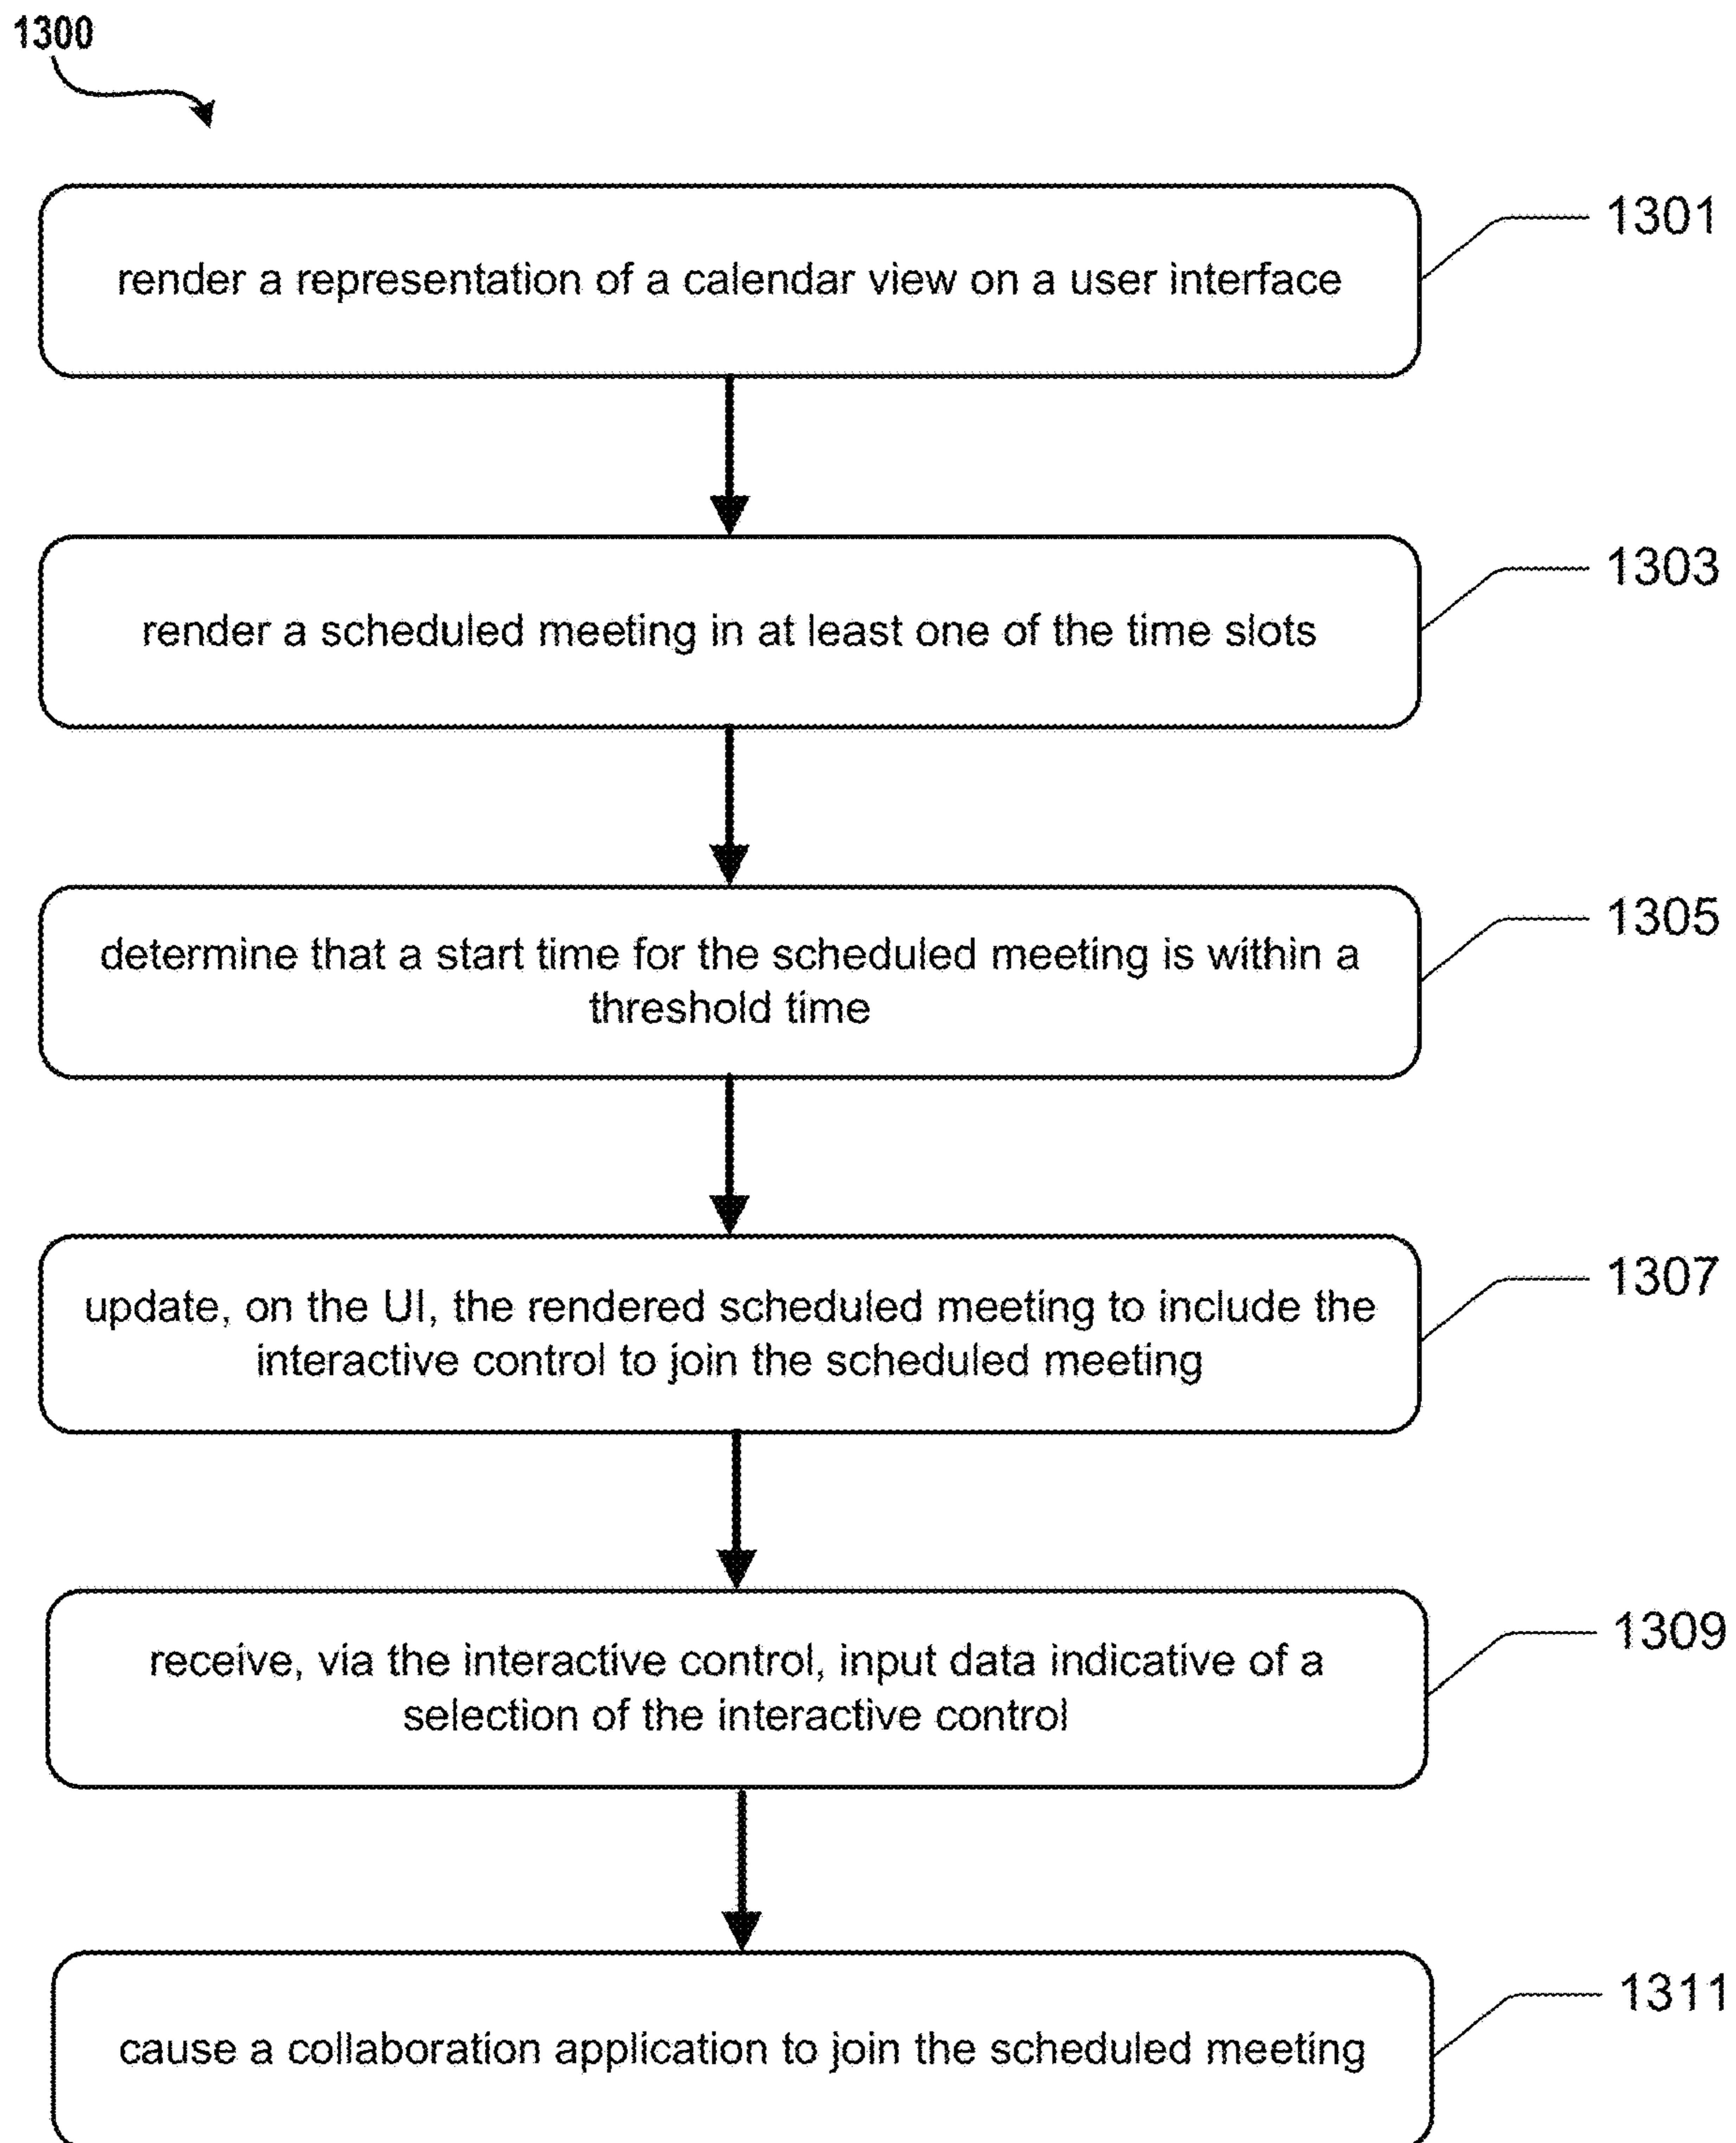 1300
render a representation of a calendar view on a user interface
1301
render a scheduled meeting in at least one of the time slots
1303
determine that a start time for the scheduled meeting is within a
threshold time
1305
update, on the UI, the rendered scheduled meeting to include the
interactive control to join the scheduled meeting
1307
receive, via the interactive control, input data indicative of a
selection of the interactive control
1309
cause a collaboration application to join the scheduled meeting
1311